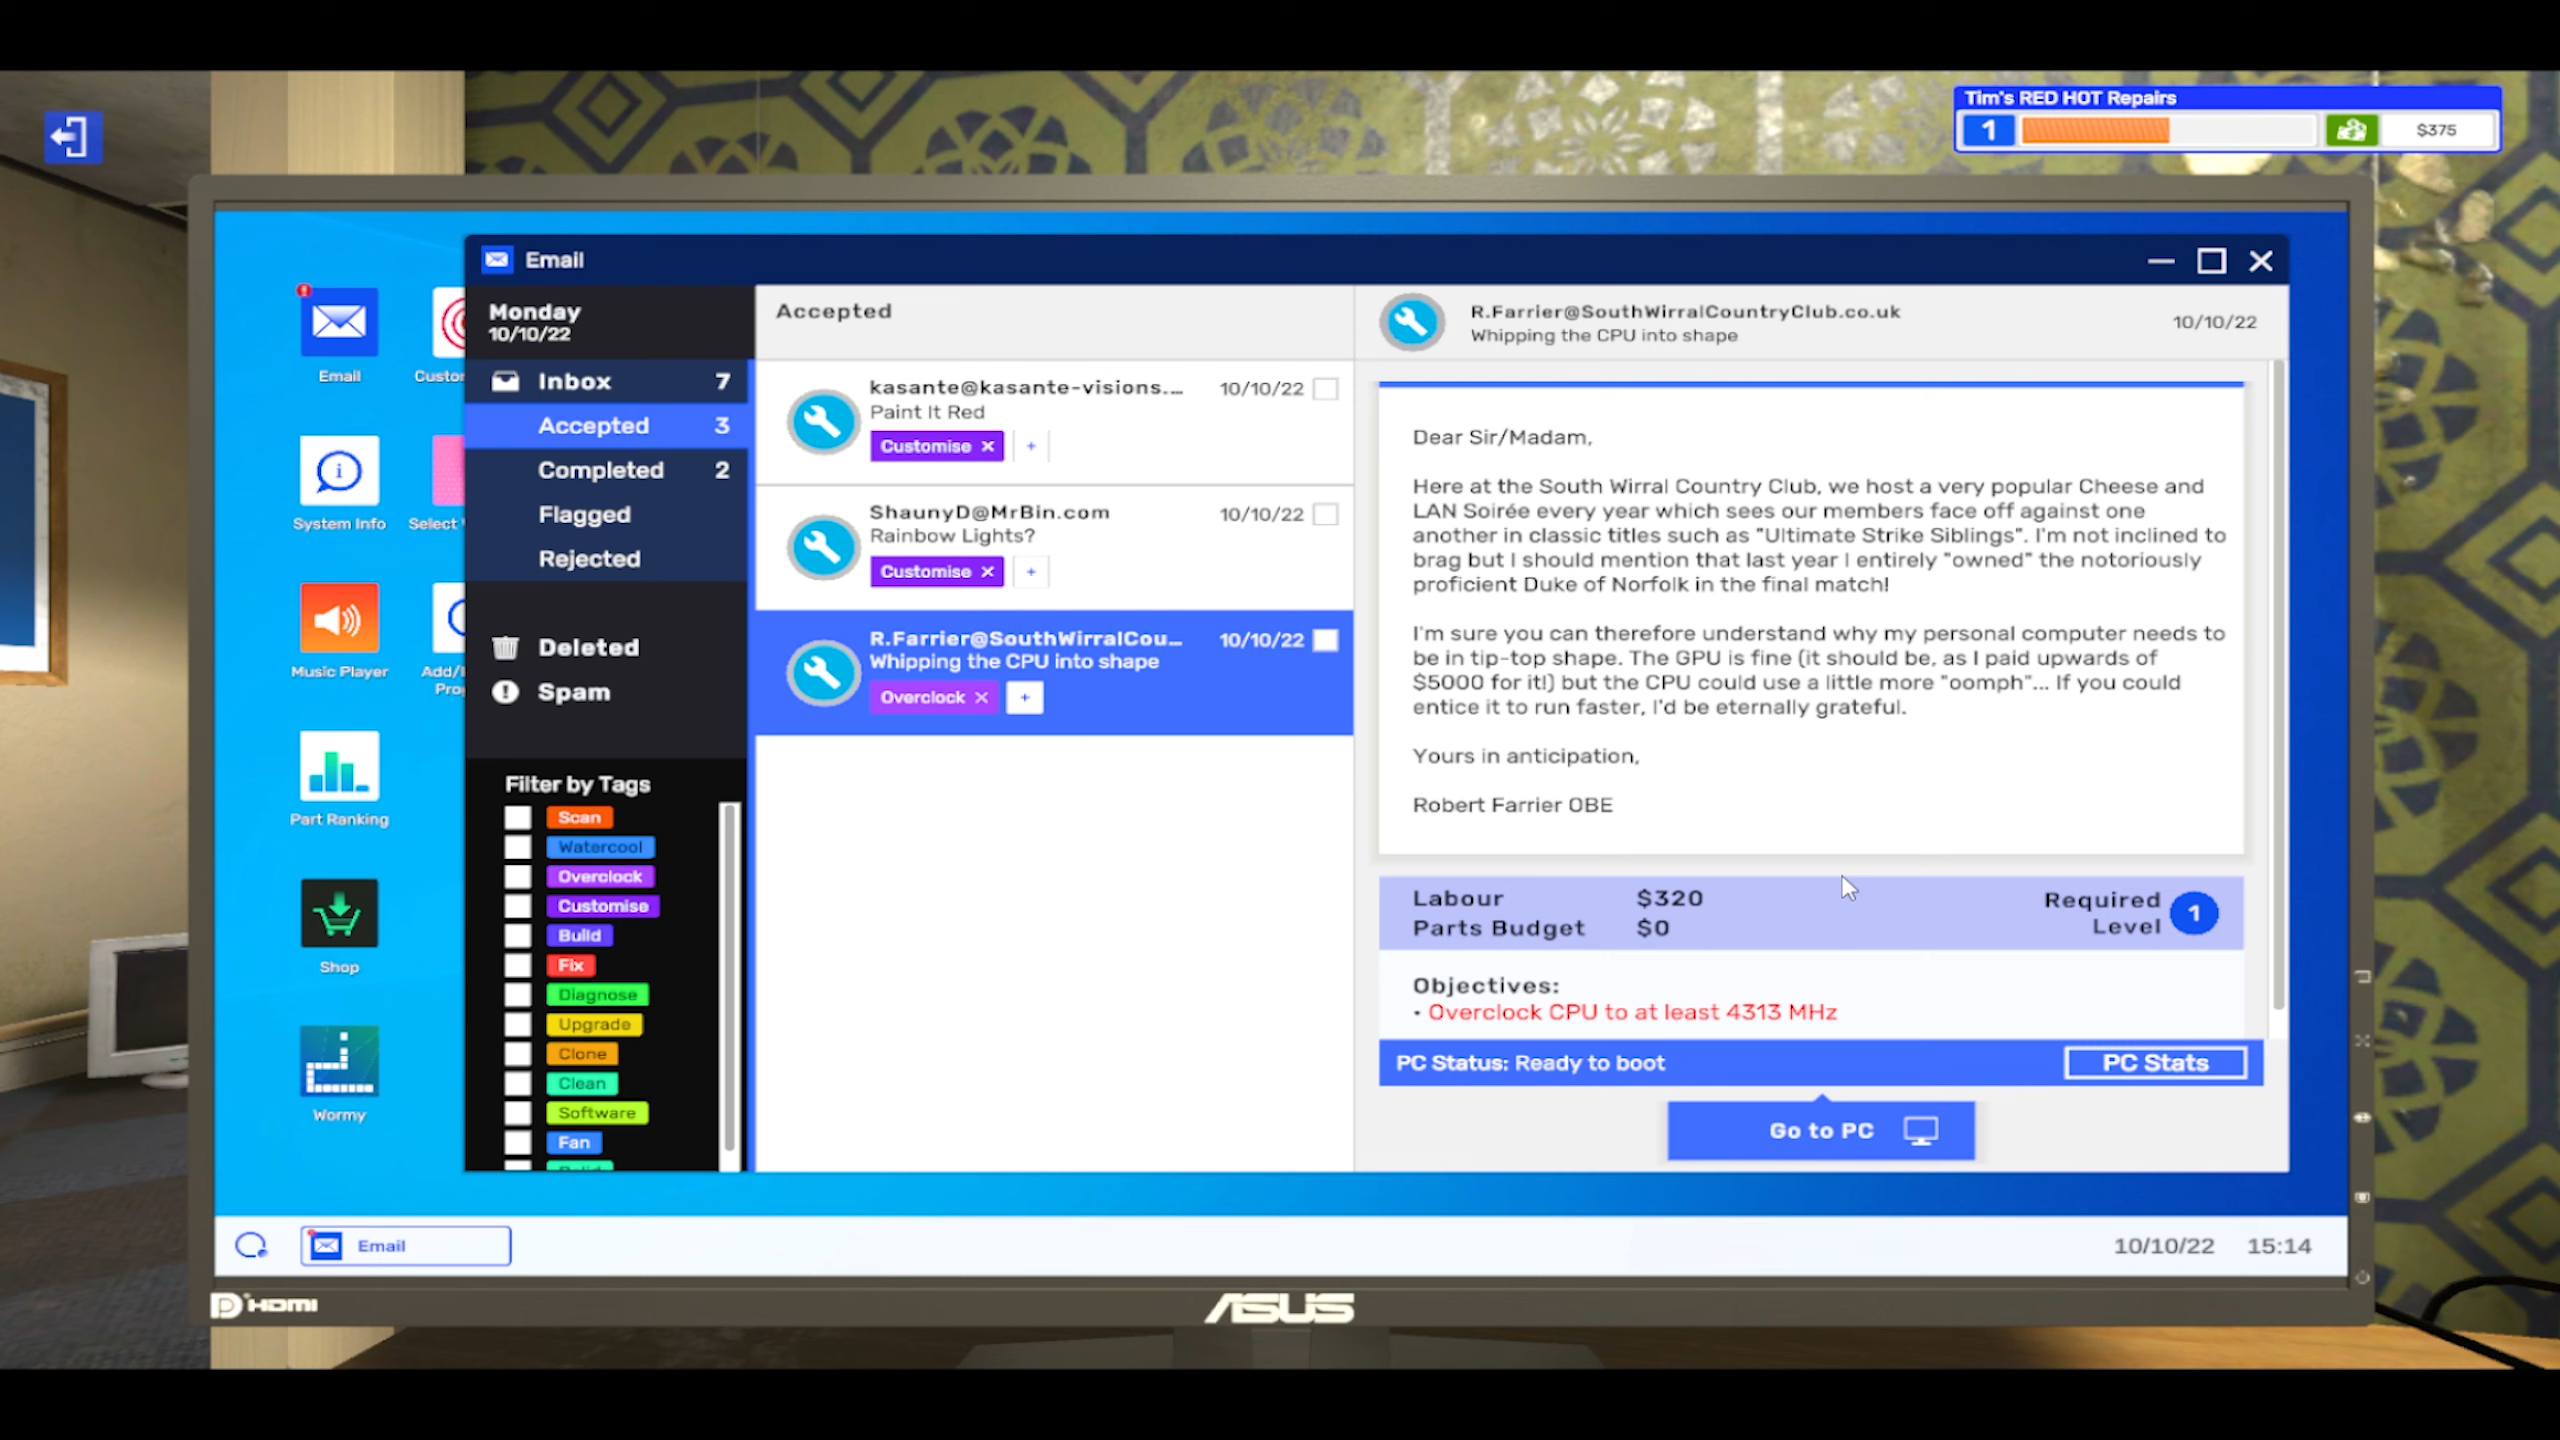 Tim's RED HOT Repairs
1
$375
Email
Monday
10/10/22
Inbox 7
Accepted 3
Completed 2
Flagged
Rejected
Deleted
Spam
Filter by Tags
Scan
Watercool
Overclock
Customise
Build
Fix
Diagnose
Upgrade
Clone
Clean
Software
Fan
Accepted
kasante@kasante-visions.... 10/10/22
Paint It Red
Customise × +
ShaunyD@MrBin.com 10/10/22
Rainbow Lights?
Customise × +
R.Farrier@SouthWirralCou... 10/10/22
Whipping the CPU into shape
Overclock × +
R.Farrier@SouthWirralCountryClub.co.uk
Whipping the CPU into shape
10/10/22
Dear Sir/Madam,
Here at the South Wirral Country Club, we host a very popular Cheese and
LAN Soirée every year which sees our members face off against one
another in classic titles such as "Ultimate Strike Siblings". I'm not inclined to
brag but I should mention that last year I entirely "owned" the notoriously
proficient Duke of Norfolk in the final match!
I'm sure you can therefore understand why my personal computer needs to
be in tip-top shape. The GPU is fine (it should be, as I paid upwards of
$5000 for it!) but the CPU could use a little more "oomph"... If you could
entice it to run faster, I'd be eternally grateful.
Yours in anticipation,
Robert Farrier OBE
Labour $320
Parts Budget $0
Required
Level 1
Objectives:
• Overclock CPU to at least 4313 MHz
PC Status: Ready to boot
PC Stats
Go to PC
Email
System Info
Music Player
Part Ranking
Shop
Wormy
Custo
Select
Add/
Pro
Email
10/10/22 15:14
HDMI
ASUS